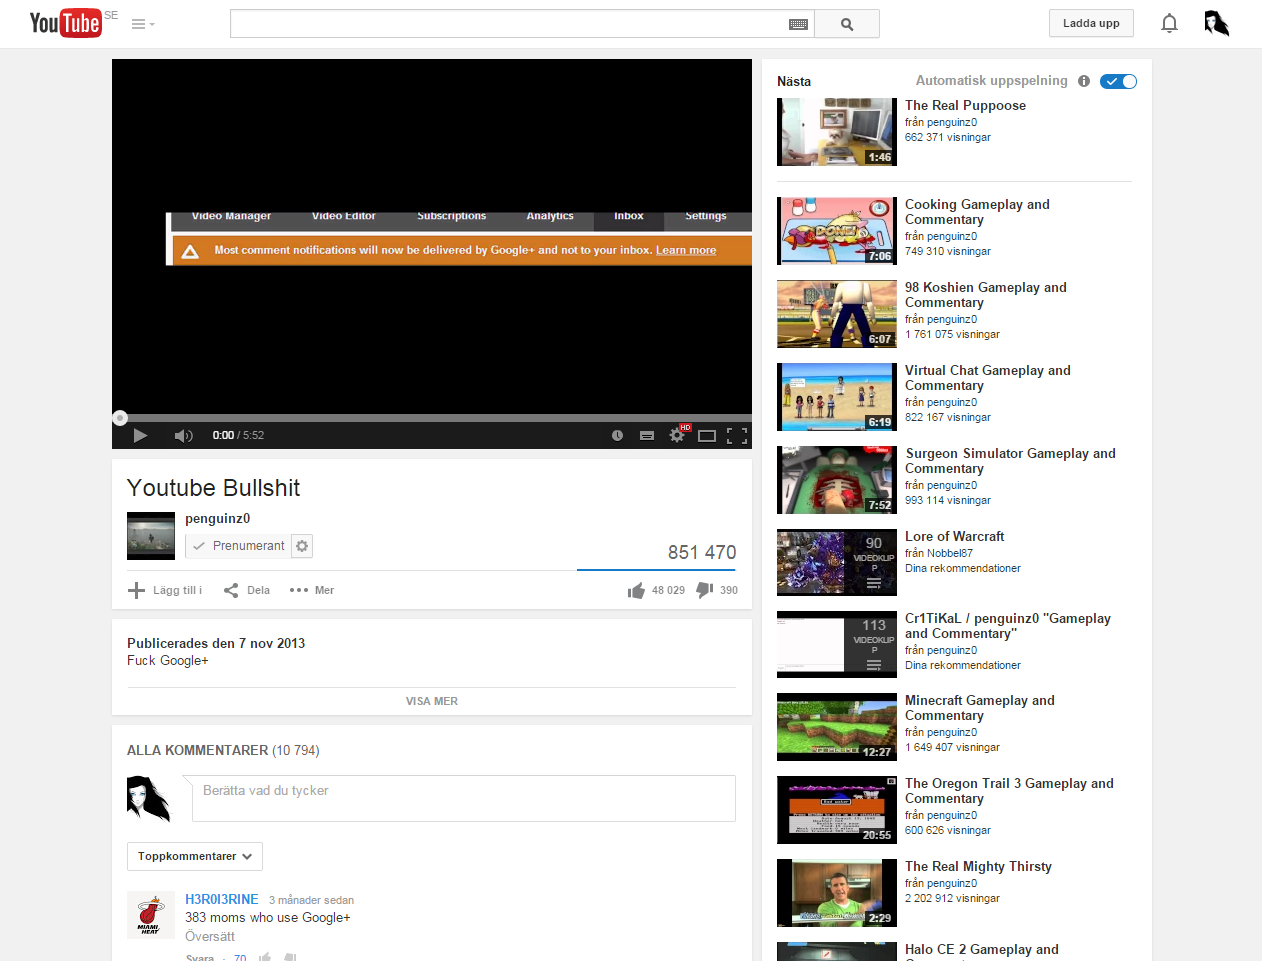 YouTube SE
Ladda upp
Video Manager Video Editor Subscriptions Analytics Inbox Settings
Most comment notifications will now be delivered by Google+ and not to your inbox. Learn more
HD
0:00 / 5:52
Youtube Bullshit
penguinz0
Prenumerant
851 470
Lägg till i Dela Mer
48 029 390
Publicerades den 7 nov 2013
Fuck Google+
VISA MER
ALLA KOMMENTARER (10 794)
Berätta vad du tycker
Toppkommentarer
MIAMI HEAT
H3R0I3RINE 3 månader sedan
383 moms who use Google+
Översätt
Svara · 70
Nästa Automatisk uppspelning
1:46
The Real Puppoose
från penguinz0
662 371 visningar
DONE!
7:06
Cooking Gameplay and
Commentary
från penguinz0
749 310 visningar
6:07
98 Koshien Gameplay and
Commentary
från penguinz0
1 761 075 visningar
6:19
Virtual Chat Gameplay and
Commentary
från penguinz0
822 167 visningar
7:52
Surgeon Simulator Gameplay and
Commentary
från penguinz0
993 114 visningar
90
VIDEOKLIP
P
Lore of Warcraft
från Nobbel87
Dina rekommendationer
113
VIDEOKLIP
P
Cr1TiKaL / penguinz0 "Gameplay
and Commentary"
från penguinz0
Dina rekommendationer
12:27
Minecraft Gameplay and
Commentary
från penguinz0
1 649 407 visningar
20:55
The Oregon Trail 3 Gameplay and
Commentary
från penguinz0
600 626 visningar
2:29
The Real Mighty Thirsty
från penguinz0
2 202 912 visningar
Halo CE 2 Gameplay and